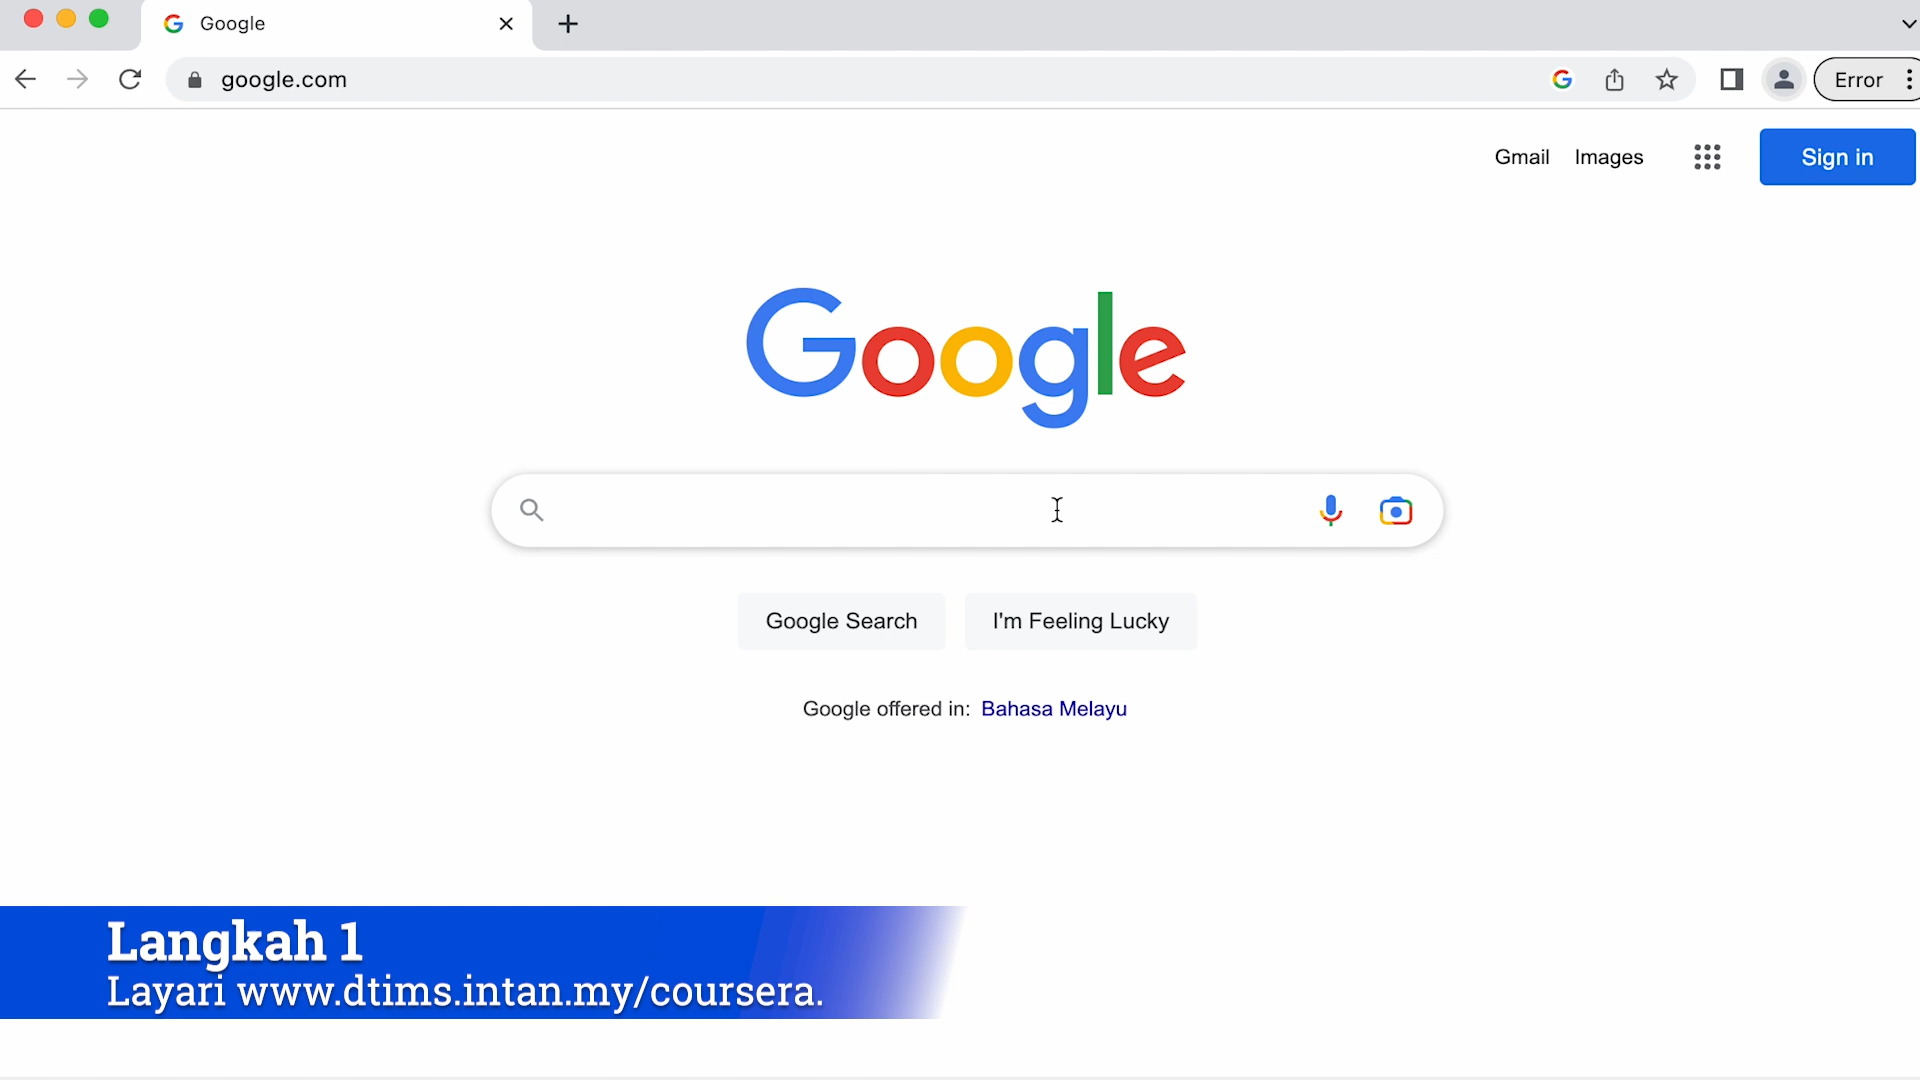 Google
google.com
Error
Gmail Images
Sign in
Google
Google Search I'm Feeling Lucky
Google offered in: Bahasa Melayu
Langkah 1
Layari www.dtims.intan.my/coursera.